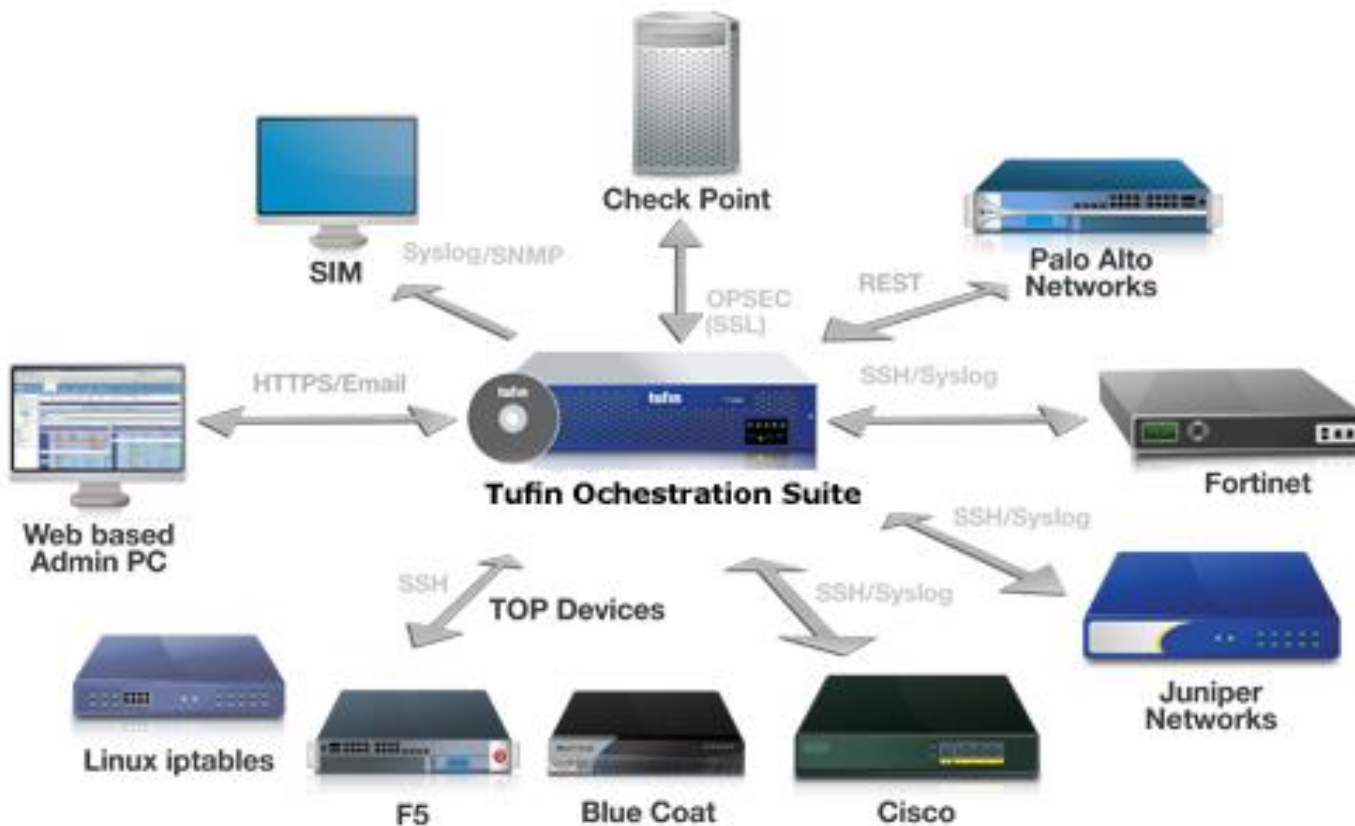 Check Point
SIM
Syslog/SNMP
Palo Alto
Networks
REST
OPSEC
(SSL)
HTTPS/Email
SSH/Syslog
tufin
tufin
Tufin Ochestration Suite
Fortinet
Web based
Admin PC
SSH/Syslog
SSH
TOP Devices
SSH/Syslog
Juniper
Networks
Linux iptables
F5
Blue Coat
Cisco